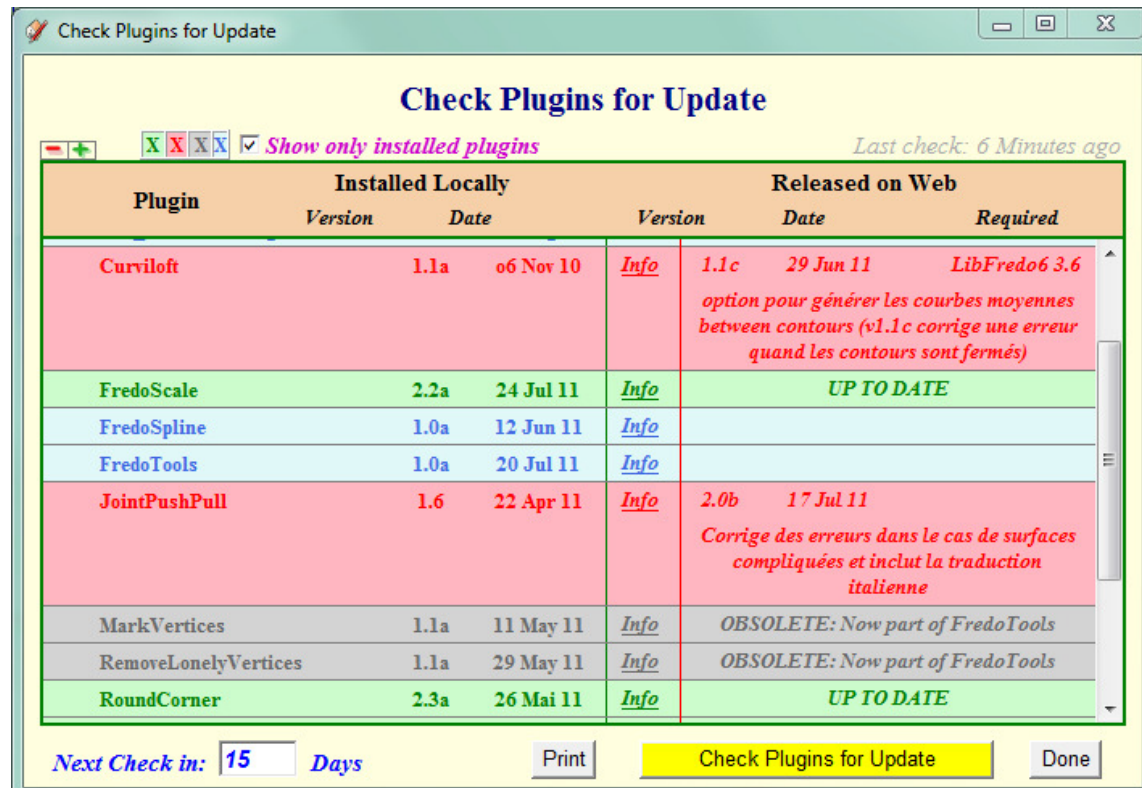 Check Plugins for Update
Check Plugins for Update
X X X X Show only installed plugins Last check: 6 Minutes ago
Plugin Installed Locally Released on Web
Version Date Version Date Required
Curviloft 1.1a o6 Nov 10 Info 1.1c 29 Jun 11 LibFredo6 3.6
option pour générer les courbes moyennes
between contours (v1.1c corrige une erreur
quand les contours sont fermés)
FredoScale 2.2a 24 Jul 11 Info UP TO DATE
FredoSpline 1.0a 12 Jun 11 Info
FredoTools 1.0a 20 Jul 11 Info
JointPushPull 1.6 22 Apr 11 Info 2.0b 17 Jul 11
Corrige des erreurs dans le cas de surfaces
compliquées et inclut la traduction
italienne
MarkVertices 1.1a 11 May 11 Info OBSOLETE: Now part of FredoTools
RemoveLonelyVertices 1.1a 29 May 11 Info OBSOLETE: Now part of FredoTools
RoundCorner 2.3a 26 Mai 11 Info UP TO DATE
Next Check in: 15 Days Print Check Plugins for Update Done